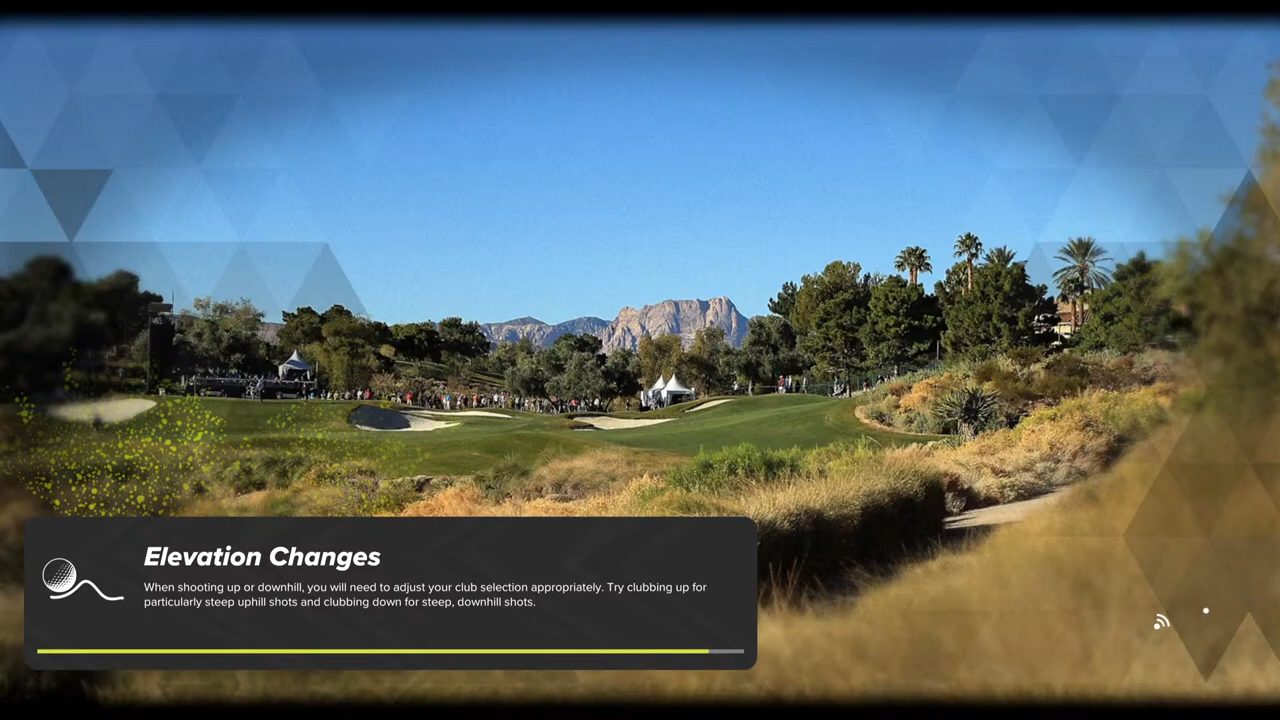 Elevation Changes
When shooting up or downhill, you will need to adjust your club selection appropriately. Try clubbing up for
particularly steep uphill shots and clubbing down for steep, downhill shots.